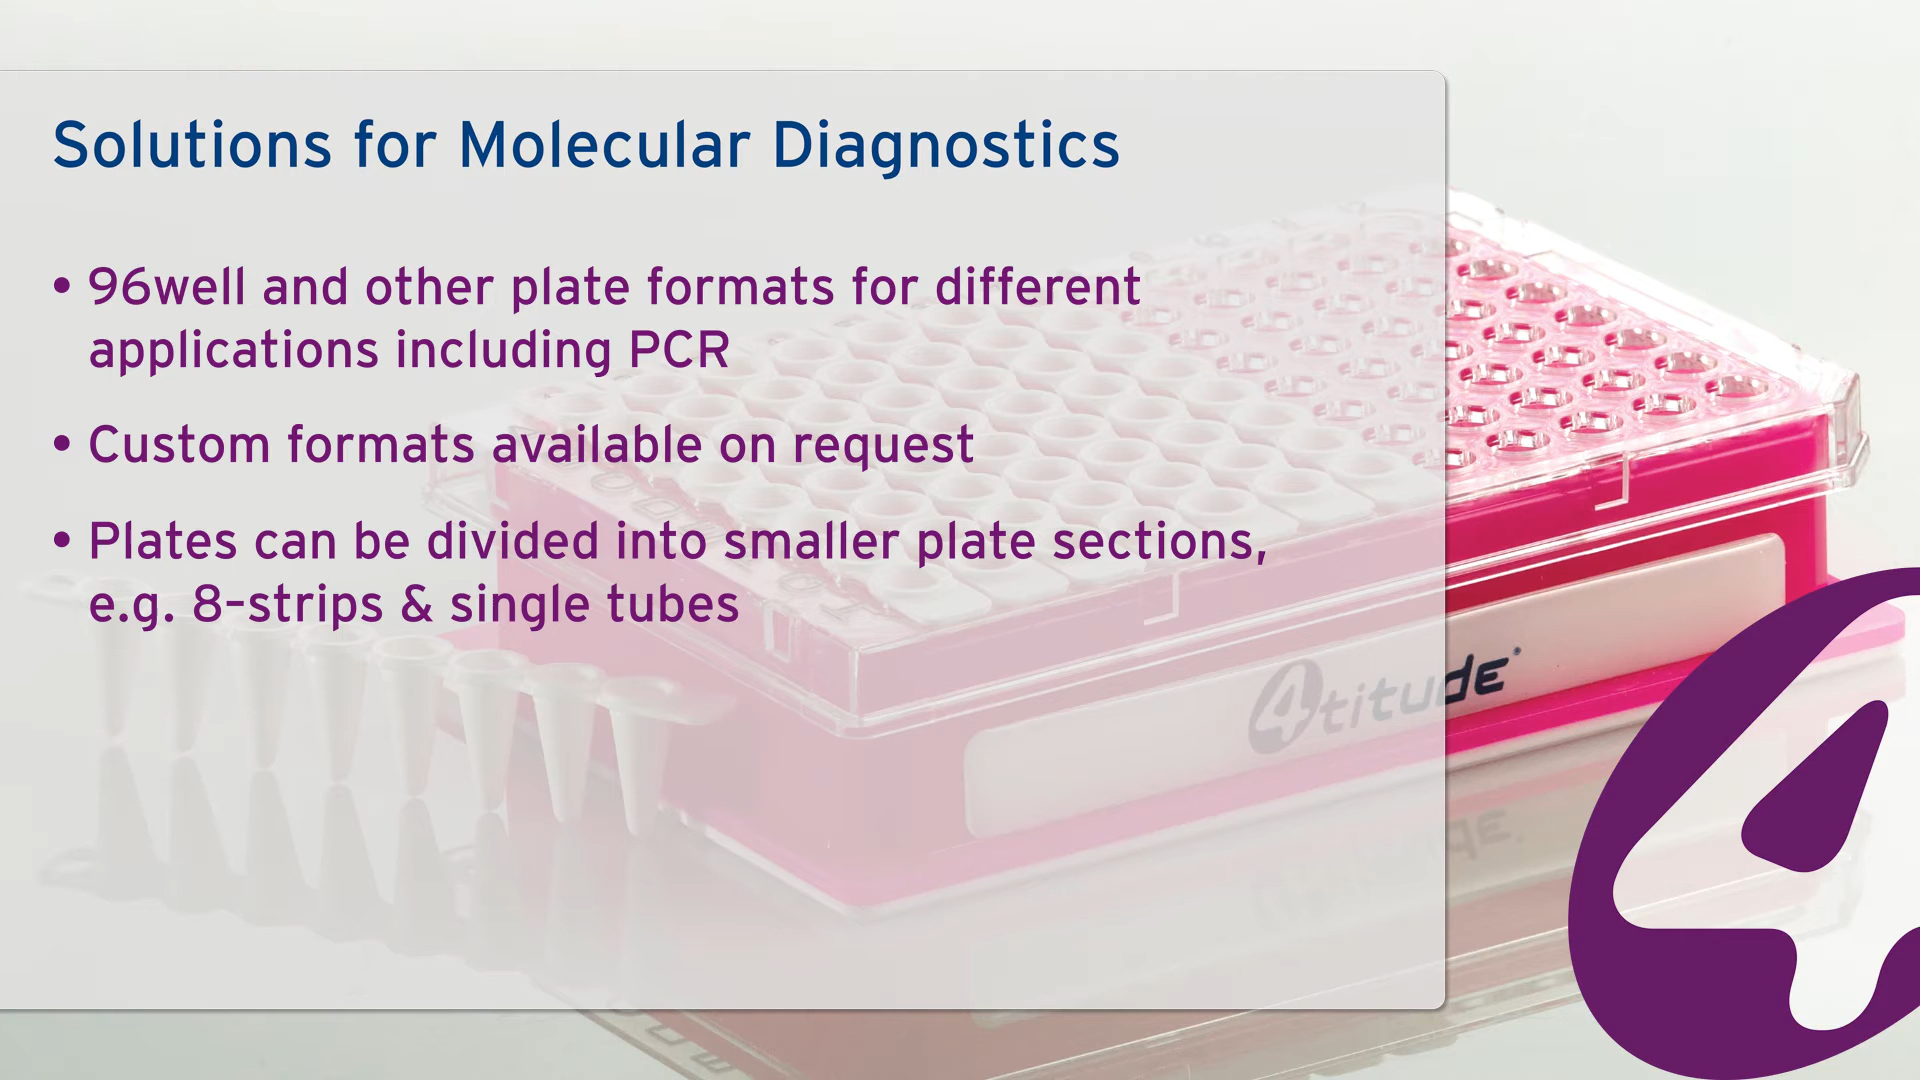 Solutions for Molecular Diagnostics
• 96well and other plate formats for different
applications including PCR
• Custom formats available on request
• Plates can be divided into smaller plate sections,
e.g. 8-strips & single tubes
4titude®
4